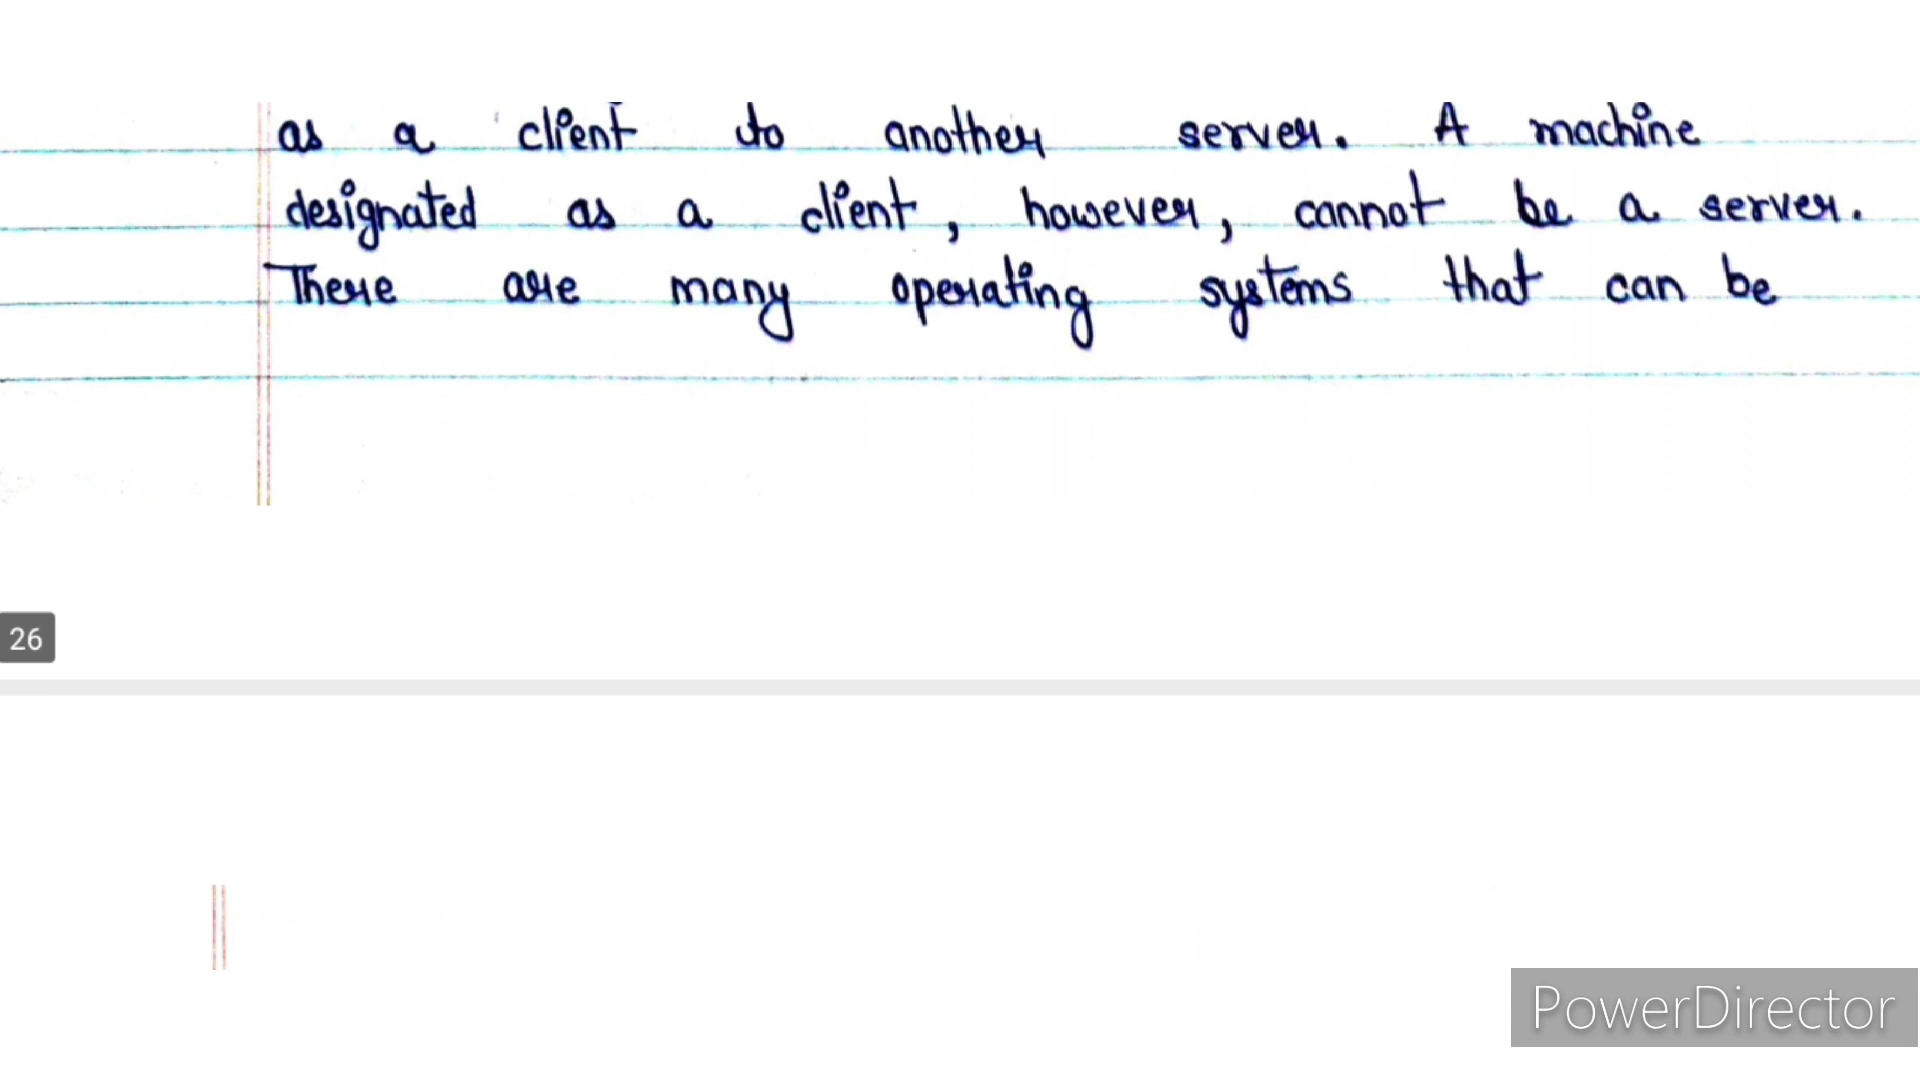 as a client to another server. A machine
designated as a client, however, cannot be a server.
There are many operating systems that can be
26
PowerDirector